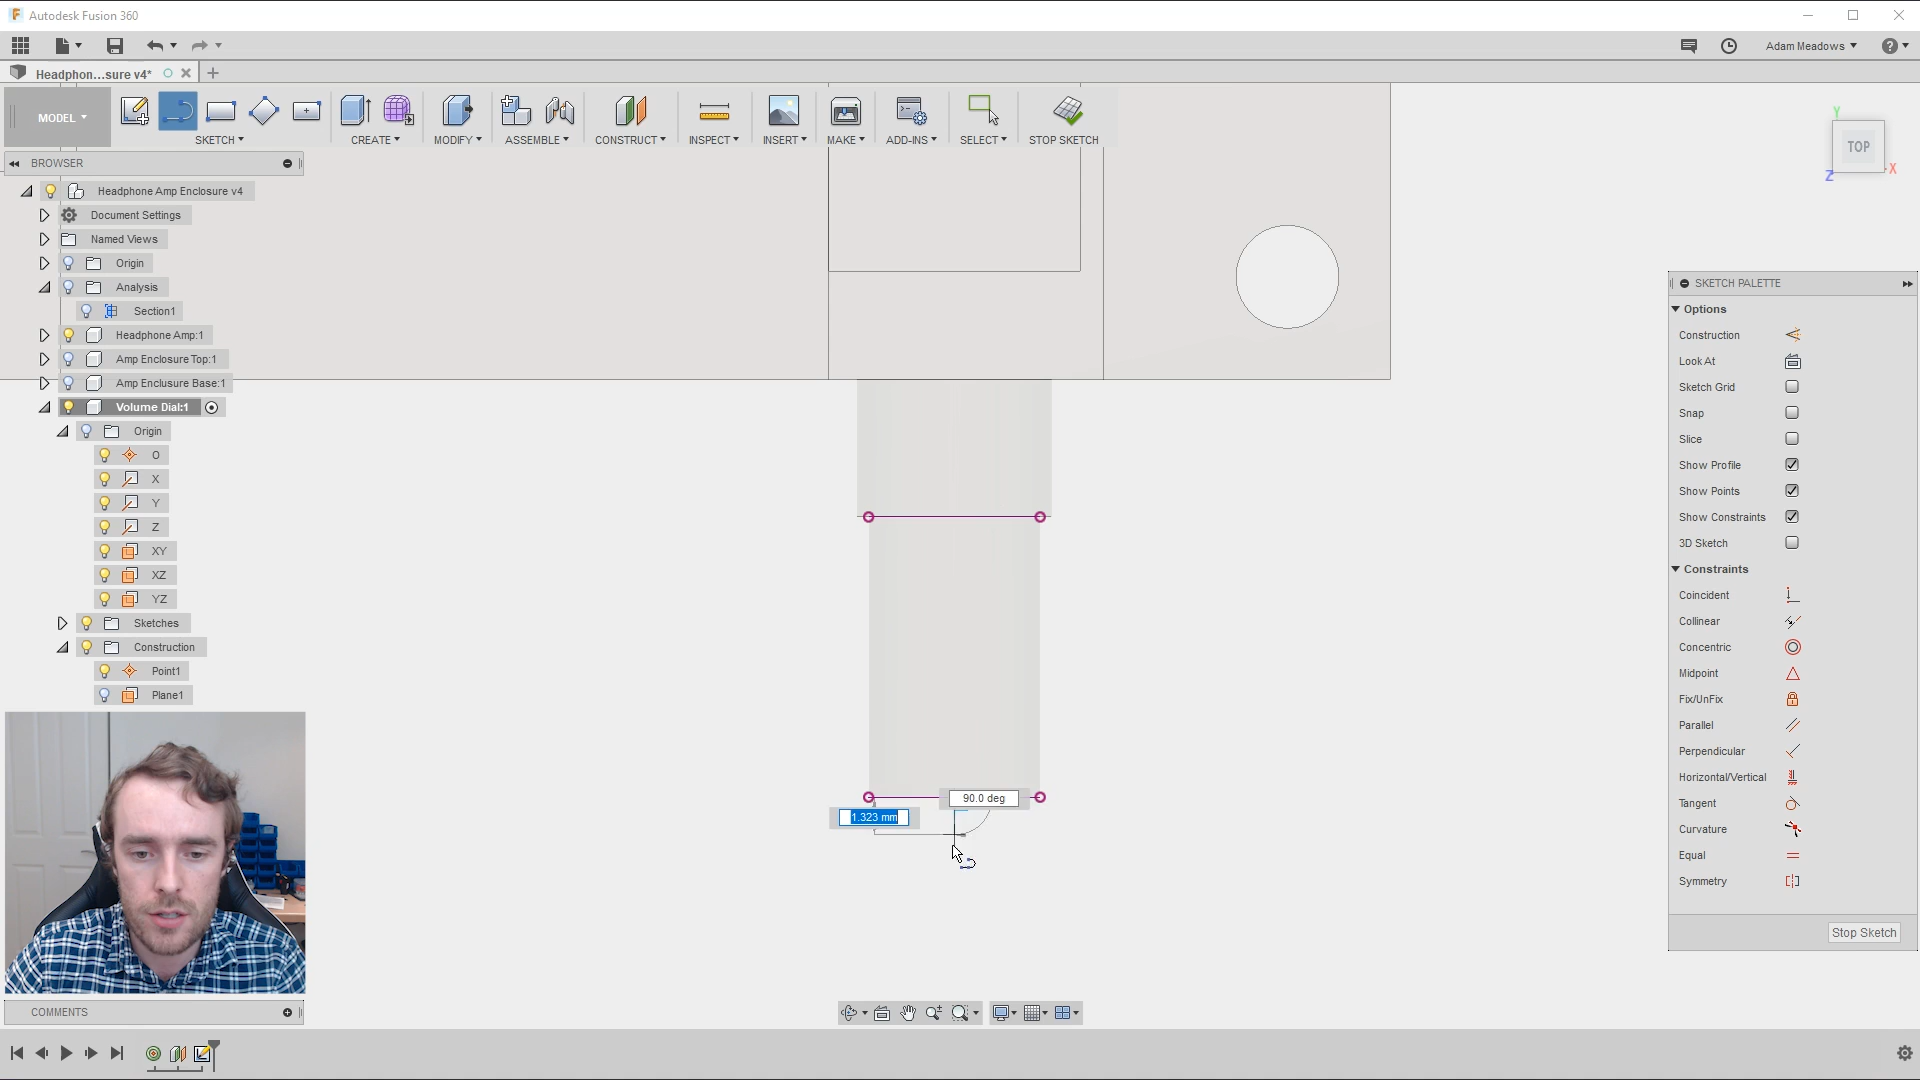 Autodesk Fusion 360
Adam Meadows
Headphon...sure v4*
MODEL
SKETCH
CREATE
MODIFY
ASSEMBLE
CONSTRUCT
INSPECT
INSERT
MAKE
ADD-INS
SELECT
STOP SKETCH
TOP
Y
X
Z
BROWSER
Headphone Amp Enclosure v4
Document Settings
Named Views
Origin
Analysis
Section1
Headphone Amp:1
Amp Enclosure Top:1
Amp Enclusure Base:1
Volume Dial:1
Origin
O
X
Y
Z
XY
XZ
YZ
Sketches
Construction
Point1
Plane1
90.0 deg
1.323 mm
SKETCH PALETTE
Options
Construction
Look At
Sketch Grid
Snap
Slice
Show Profile
Show Points
Show Constraints
3D Sketch
Constraints
Coincident
Collinear
Concentric
Midpoint
Fix/UnFix
Parallel
Perpendicular
Horizontal/Vertical
Tangent
Curvature
Equal
Symmetry
Stop Sketch
COMMENTS